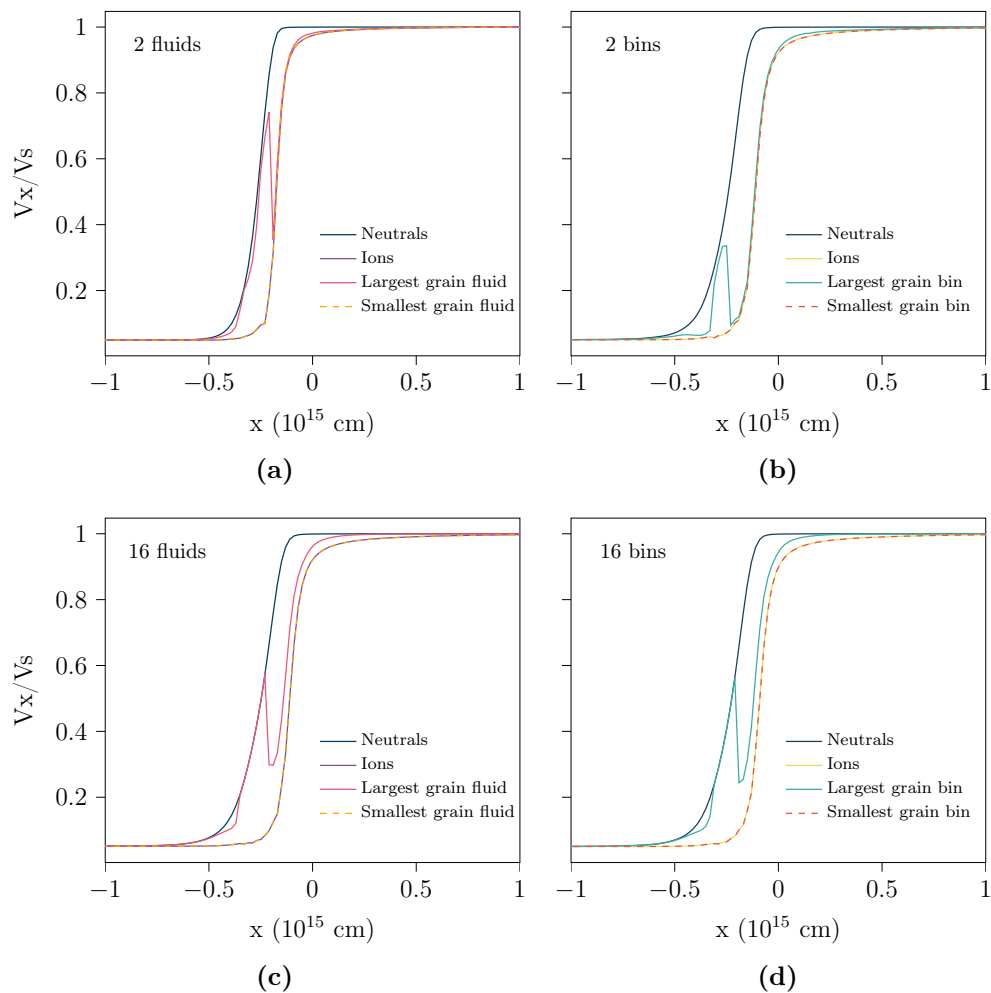 2 fluids
1
0.8
0.6
0.4
0.2
Vx/Vs
Neutrals
Ions
Largest grain fluid
Smallest grain fluid
−1 −0.5 0 0.5 1
x (10^15 cm)
(a)
2 bins
Neutrals
Ions
Largest grain bin
Smallest grain bin
−1 −0.5 0 0.5 1
x (10^15 cm)
(b)
16 fluids
1
0.8
0.6
0.4
0.2
Vx/Vs
Neutrals
Ions
Largest grain fluid
Smallest grain fluid
−1 −0.5 0 0.5 1
x (10^15 cm)
(c)
16 bins
Neutrals
Ions
Largest grain bin
Smallest grain bin
−1 −0.5 0 0.5 1
x (10^15 cm)
(d)